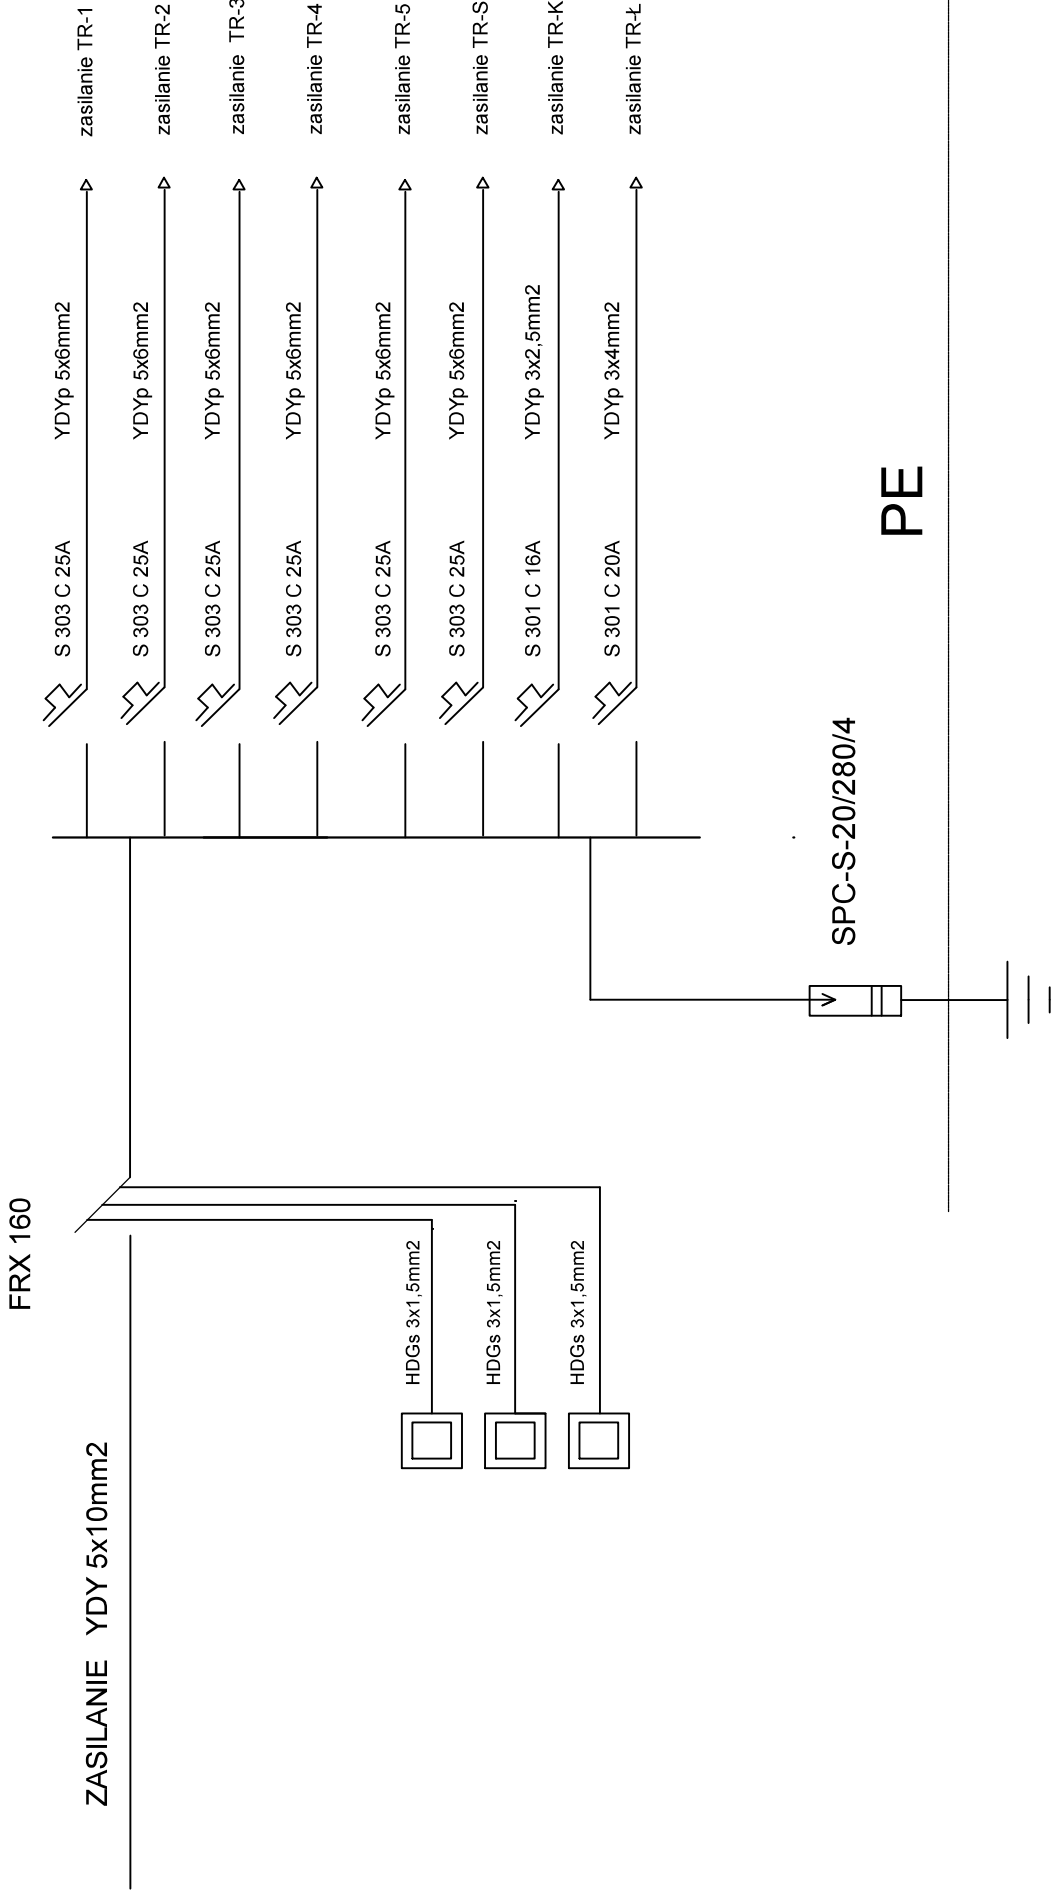 zasilanie TR-1
zasilanie TR-2
zasilanie TR-3
zasilanie TR-4
zasilanie TR-5
zasilanie TR-S
zasilanie TR-K
zasilanie TR-Ł
YDYp 5x6mm2
YDYp 5x6mm2
YDYp 5x6mm2
YDYp 5x6mm2
YDYp 5x6mm2
YDYp 5x6mm2
YDYp 3x2,5mm2
YDYp 3x4mm2
S 303 C 25A
S 303 C 25A
S 303 C 25A
S 303 C 25A
S 303 C 25A
S 303 C 25A
S 301 C 16A
S 301 C 20A
PE
SPC-S-20/280/4
FRX 160
HDGs 3x1,5mm2
HDGs 3x1,5mm2
HDGs 3x1,5mm2
ZASILANIE YDY 5x10mm2